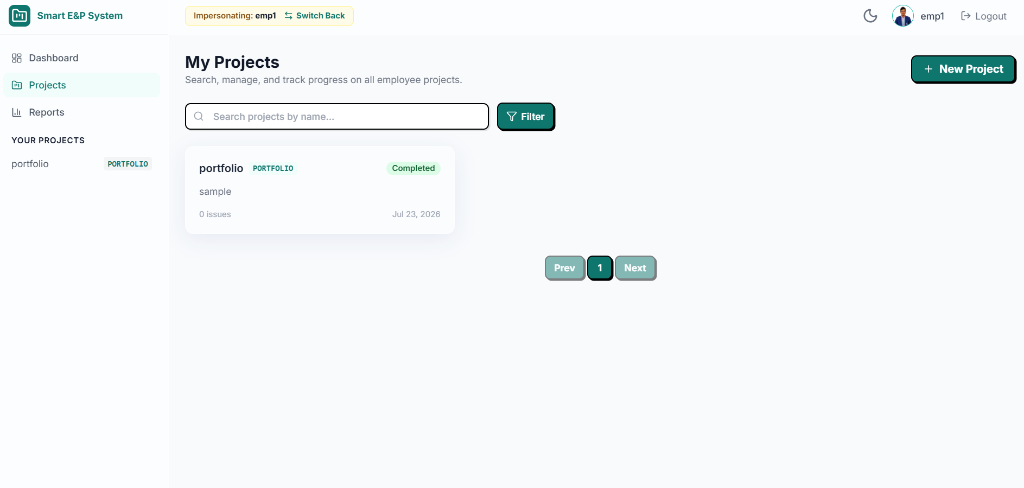 Smart E&P System
Impersonating: emp1 Switch Back
emp1
Logout
Dashboard
Projects
Reports
YOUR PROJECTS
portfolio PORTFOLIO
My Projects
Search, manage, and track progress on all employee projects.
New Project
Search projects by name...
Filter
portfolio PORTFOLIO Completed
sample
0 issues Jul 23, 2026
Prev 1 Next